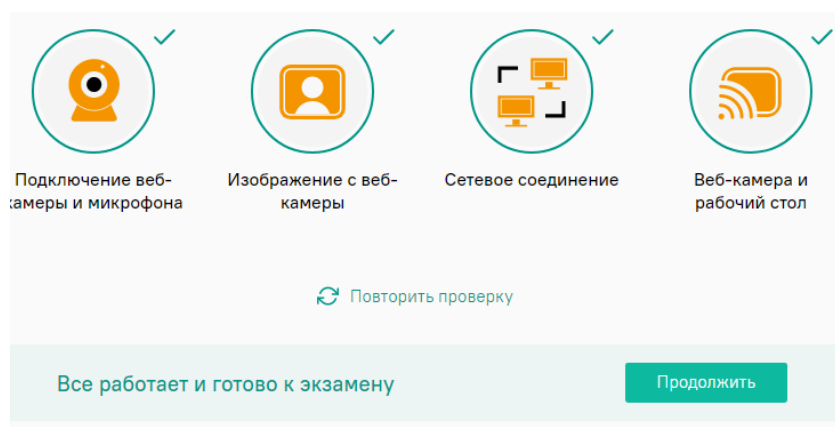 Подключение веб-
камеры и микрофона
Изображение с веб-
камеры
Сетевое соединение
Веб-камера и
рабочий стол
Повторить проверку
Все работает и готово к экзамену
Продолжить